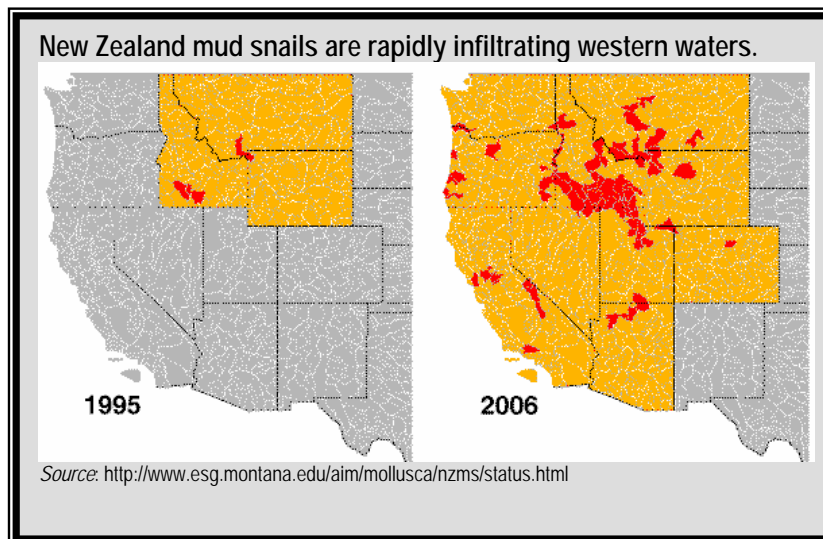 New Zealand mud snails are rapidly infiltrating western waters.
1995
2006
Source: http://www.esg.montana.edu/aim/mollusca/nzms/status.html